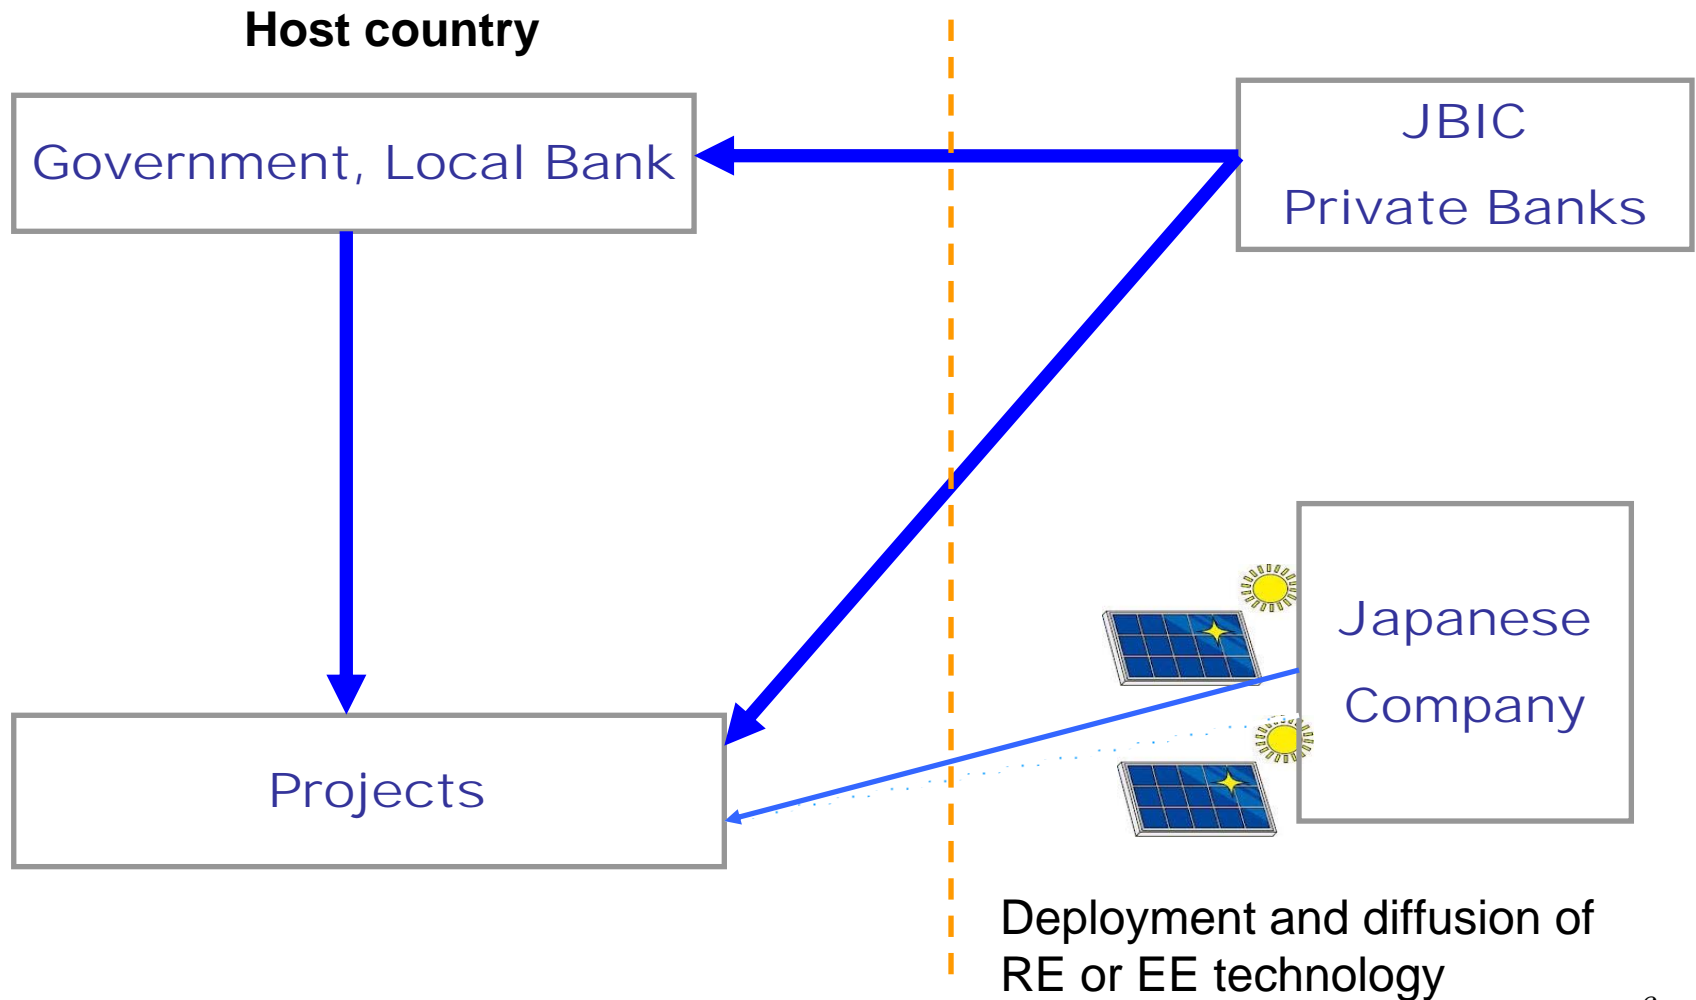 Host country
Government, Local Bank
JBIC
Private Banks
Japanese
Company
Projects
Deployment and diffusion of
RE or EE technology